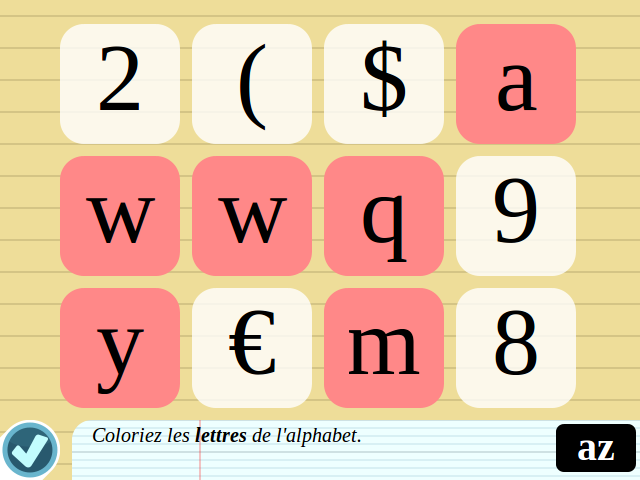 2 ( $ a
w w q 9
y € m 8
Coloriez les lettres de l'alphabet.
az